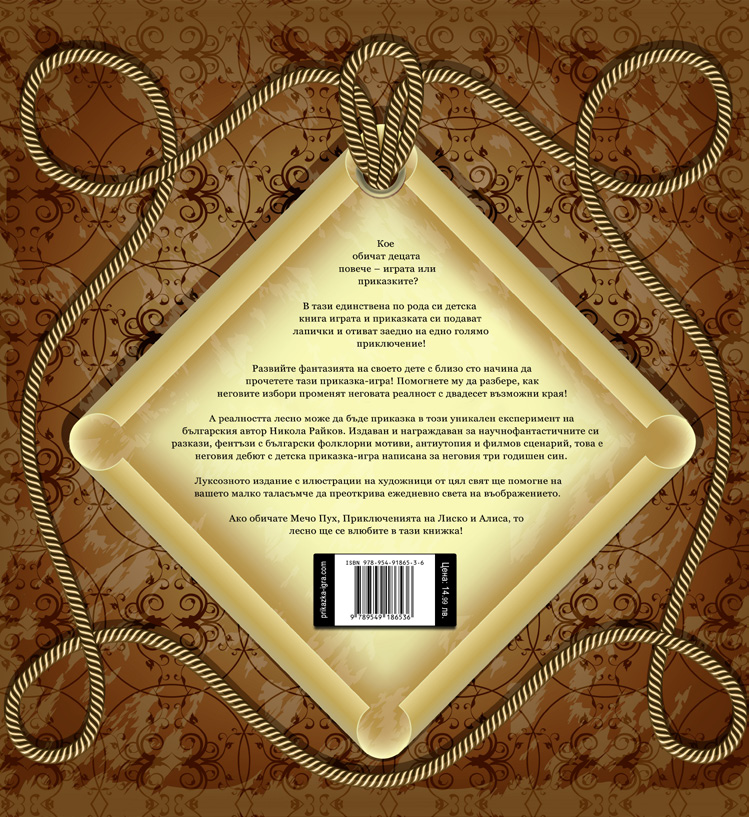 Кое
обичат децата
повече – играта или
приказките?
В тази единствена по рода си детска
книга играта и приказката си подават
лапички и отиват заедно на едно голямо
приключение!
Развийте фантазията на своето дете с близо сто начина да
прочетете тази приказка-игра! Помогнете му да разбере, как
неговите избори променят неговата реалност с двадесет възможни края!
А реалността лесно може да бъде приказка в този уникален експеримент на
българския автор Никола Райков. Издаван и награждаван за научнофантастичните си
разкази, фентъзи с български фолклорни мотиви, антиутопия и филмов сценарий, това е
неговия дебют с детска приказка-игра написана за неговия три годишен син.
Луксозното издание с илюстрации на художници от цял свят ще помогне на
вашето малко таласъмче да преоткрива ежедневно света на въображението.
Ако обичате Мечо Пух, Приключенията на Лиско и Алиса, то
лесно ще се влюбите в тази книжка!
prikazka-igra.com
ISBN 978-954-91865-3-6
9 789549 186536
Цена: 14.99 лв.